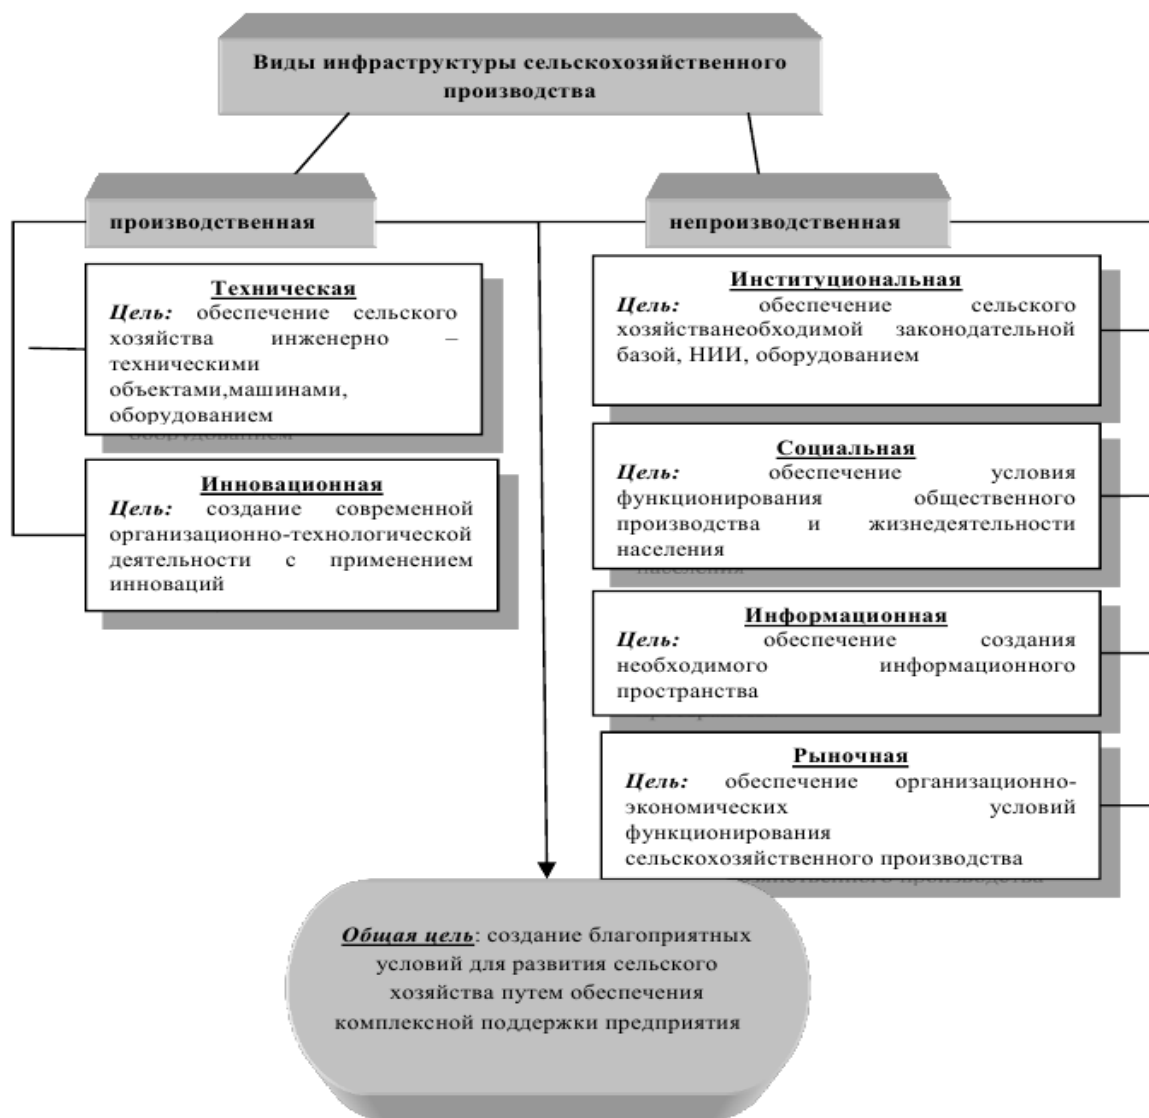 Виды инфраструктуры сельскохозяйственного
производства
производственная
непроизводственная
Техническая
Цель: обеспечение сельского
хозяйства инженерно –
техническими
объектами,машинами,
оборудованием
Инновационная
Цель: создание современной
организационно-технологической
деятельности с применением
инноваций
Институциональная
Цель: обеспечение сельского
хозяйстванеобходимой законодательной
базой, НИИ, оборудованием
Социальная
Цель: обеспечение условия
функционирования общественного
производства и жизнедеятельности
населения
Информационная
Цель: обеспечение создания
необходимого информационного
пространства
Рыночная
Цель: обеспечение организационно-
экономических условий
функционирования
сельскохозяйственного производства
Общая цель: создание благоприятных
условий для развития сельского
хозяйства путем обеспечения
комплексной поддержки предприятия